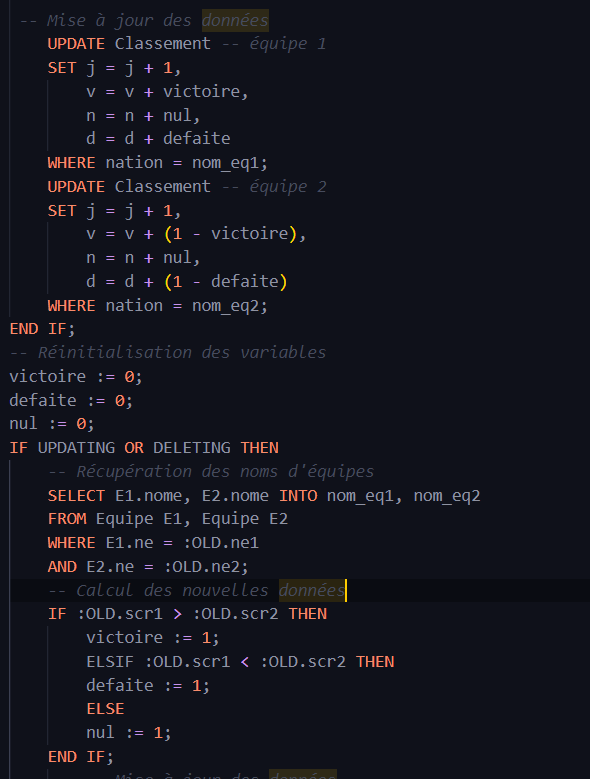 -- Mise à jour des données
UPDATE Classement -- équipe 1
SET j = j + 1,
v = v + victoire,
n = n + nul,
d = d + defaite
WHERE nation = nom_eq1;
UPDATE Classement -- équipe 2
SET j = j + 1,
v = v + (1 - victoire),
n = n + nul,
d = d + (1 - defaite)
WHERE nation = nom_eq2;
END IF;
-- Réinitialisation des variables
victoire := 0;
defaite := 0;
nul := 0;
IF UPDATING OR DELETING THEN
-- Récupération des noms d'équipes
SELECT E1.nome, E2.nome INTO nom_eq1, nom_eq2
FROM Equipe E1, Equipe E2
WHERE E1.ne = :OLD.ne1
AND E2.ne = :OLD.ne2;
-- Calcul des nouvelles données
IF :OLD.scr1 > :OLD.scr2 THEN
victoire := 1;
ELSIF :OLD.scr1 < :OLD.scr2 THEN
defaite := 1;
ELSE
nul := 1;
END IF;
-- Mise à jour des données